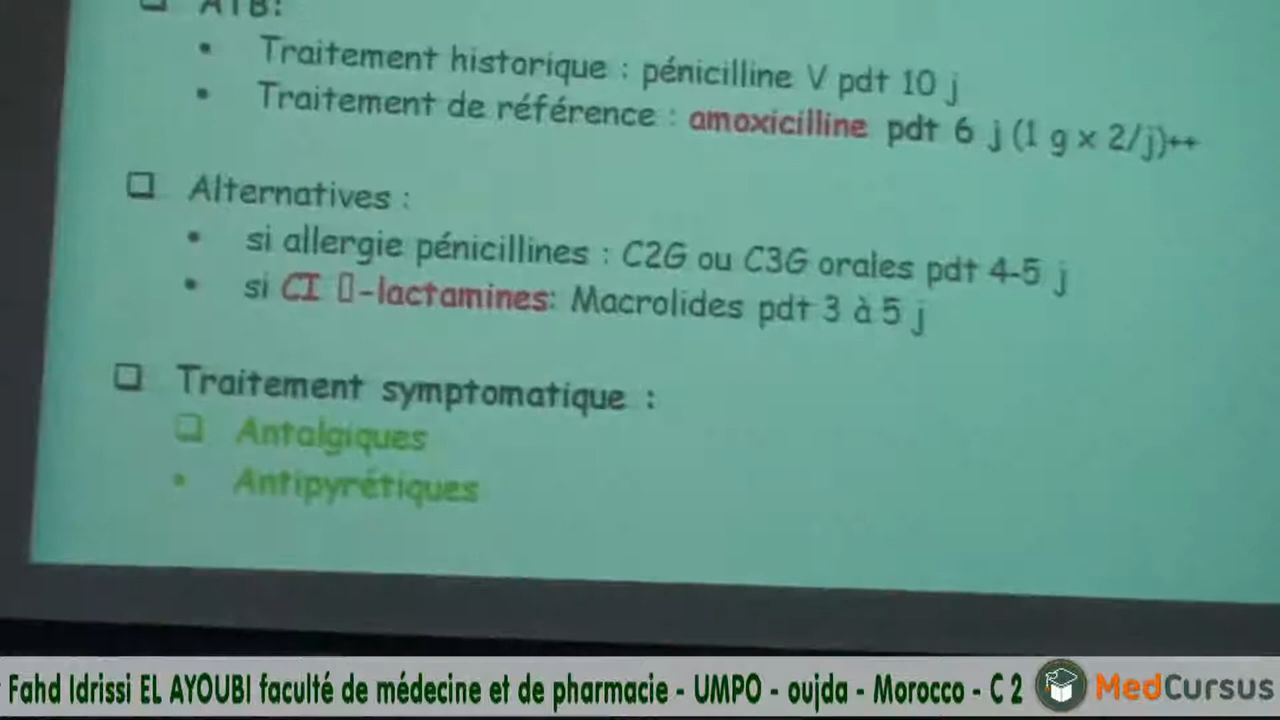 ATB:
• Traitement historique : pénicilline V pdt 10 j
• Traitement de référence : amoxicilline pdt 6 j (1 g x 2/j)++
❑ Alternatives :
• si allergie pénicillines : C2G ou C3G orales pdt 4-5 j
• si CI ▯-lactamines: Macrolides pdt 3 à 5 j
❑ Traitement symptomatique :
❑ Antalgiques
• Antipyrétiques
Fahd Idrissi EL AYOUBI faculté de médecine et de pharmacie - UMPO - oujda - Morocco - C 2
MedCursus